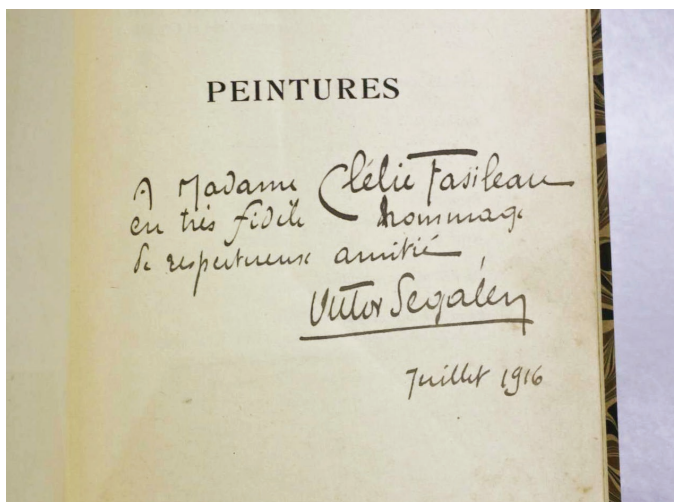 PEINTURES
A Madame Clélie Fasileau
en très fidèle hommage
de respectueuse amitié,
Victor Segalen
Juillet 1916